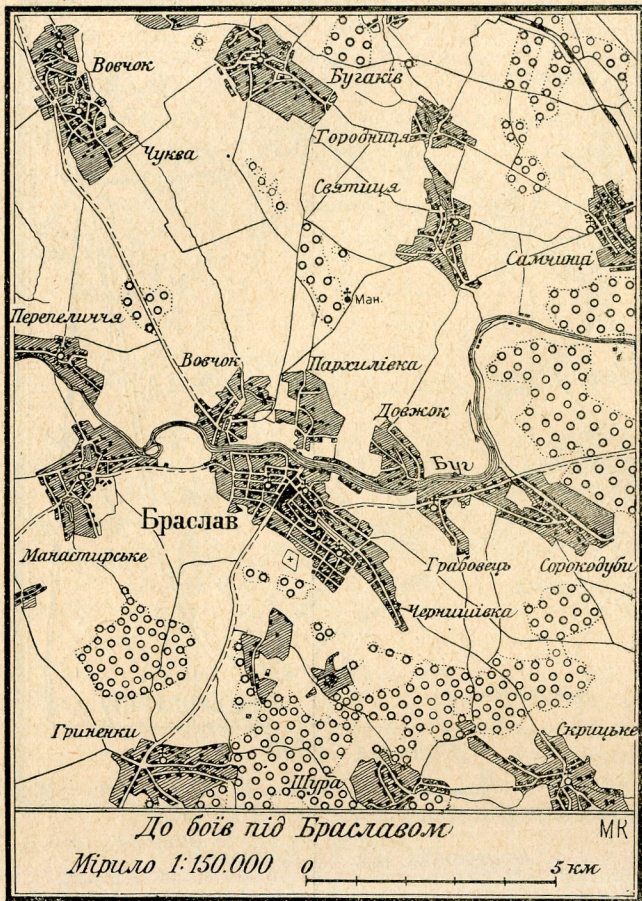 Вовчок
Бугаків
Городниця
Чуква
Святиця
Самчинці
Ман.
Перепеличчя
Вовчок
Пархилівка
Довжок
Буг
Браслав
Манастирське
Грабовець
Сорокодуби
Чернишівка
Гриненки
Шура
Скрицьке
До боїв під Браславом
МК
Мірило 1:150.000 0 5 км